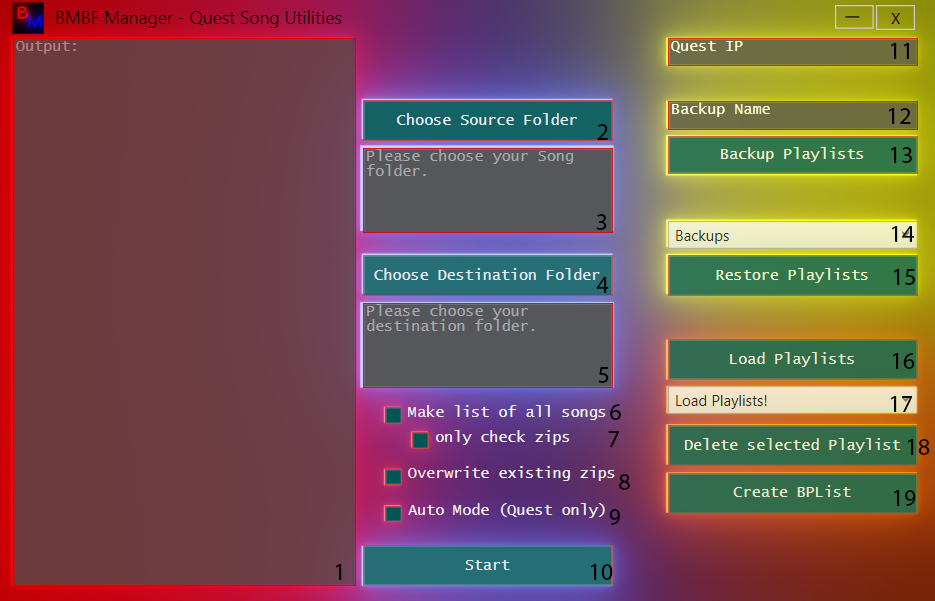 BM
BMBF Manager - Quest Song Utilities
X
Output:
1
Choose Source Folder
2
Please choose your Song
folder.
3
Choose Destination Folder
4
Please choose your
destination folder.
5
Make list of all songs 6
only check zips 7
Overwrite existing zips 8
Auto Mode (Quest only) 9
Start 10
Quest IP 11
Backup Name 12
Backup Playlists 13
Backups 14
Restore Playlists 15
Load Playlists 16
Load Playlists! 17
Delete selected Playlist 18
Create BPList 19